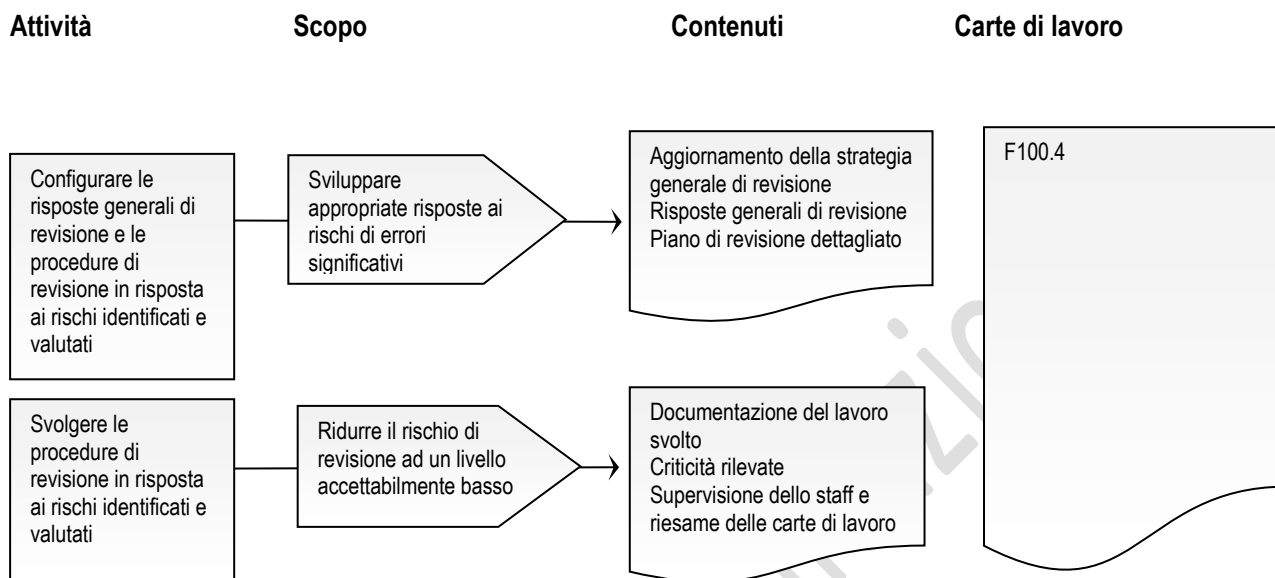 Attività Scopo Contenuti Carte di lavoro
Configurare le
risposte generali di
revisione e le
procedure di
revisione in risposta
ai rischi identificati e
valutati
Sviluppare
appropriate risposte ai
rischi di errori
significativi
Aggiornamento della strategia
generale di revisione
Risposte generali di revisione
Piano di revisione dettagliato
F100.4
Svolgere le
procedure di
revisione in risposta
ai rischi identificati e
valutati
Ridurre il rischio di
revisione ad un livello
accettabilmente basso
Documentazione del lavoro
svolto
Criticità rilevate
Supervisione dello staff e
riesame delle carte di lavoro